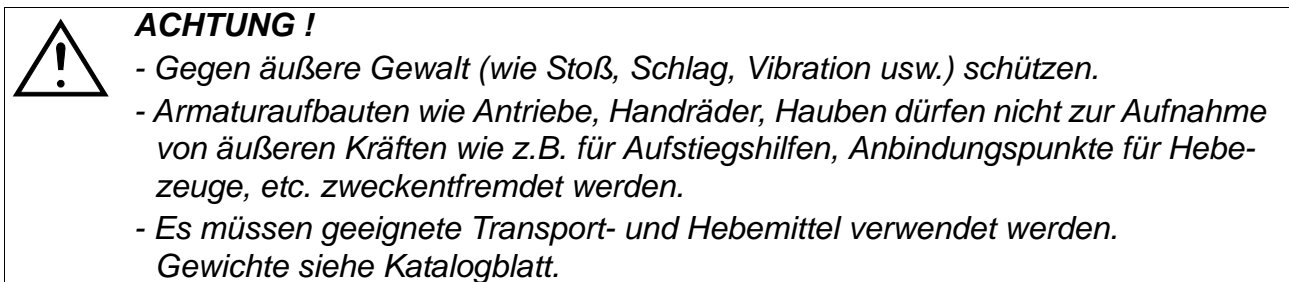 ACHTUNG !
- Gegen äußere Gewalt (wie Stoß, Schlag, Vibration usw.) schützen.
- Armaturaufbauten wie Antriebe, Handräder, Hauben dürfen nicht zur Aufnahme
von äußeren Kräften wie z.B. für Aufstiegshilfen, Anbindungspunkte für Hebe-
zeuge, etc. zweckentfremdet werden.
- Es müssen geeignete Transport- und Hebemittel verwendet werden.
Gewichte siehe Katalogblatt.